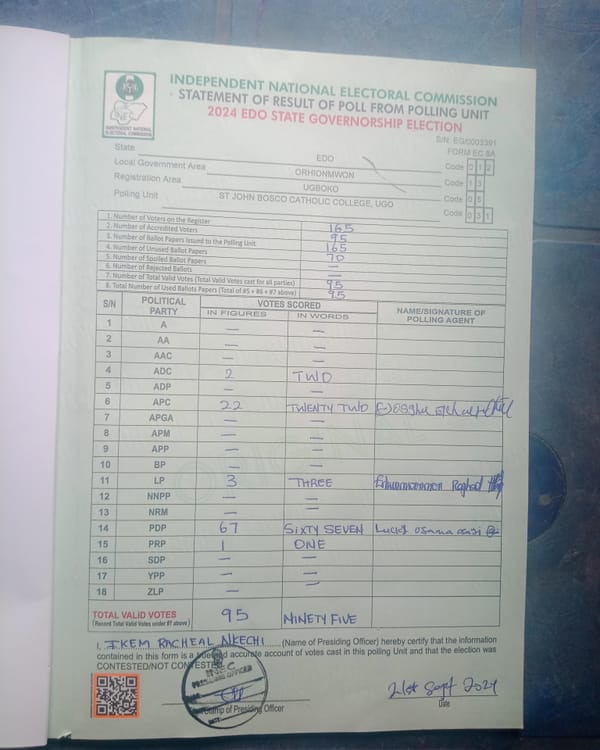 INDEPENDENT NATIONAL ELECTORAL COMMISSION
INDEPENDENT NATIONAL ELECTORAL COMMISSION
STATEMENT OF RESULT OF POLL FROM POLLING UNIT
2024 EDO STATE GOVERNORSHIP ELECTION
S/N: EG/0003391
FORM EC 8A
State EDO Code 0 1 2
Local Government Area ORHIONMWON Code 1 3
Registration Area UGBOKO Code 0 5
Polling Unit ST JOHN BOSCO CATHOLIC COLLEGE, UGO Code 0 3 1
1. Number of Voters on the Register 165
2. Number of Accredited Voters 95
3. Number of Ballot Papers Issued to the Polling Unit 165
4. Number of Unused Ballot Papers 70
5. Number of Spoiled Ballot Papers —
6. Number of Rejected Ballots —
7. Number of Total Valid Votes (Total Valid Votes cast for all parties) 95
8. Total Number of Used Ballots Papers (Total of #5 + #6 + #7 above) 95
S/N POLITICAL PARTY VOTES SCORED NAME/SIGNATURE OF POLLING AGENT
IN FIGURES IN WORDS
1 A — —
2 AA — —
3 AAC — —
4 ADC 2 TWO
5 ADP — —
6 APC 22 TWENTY TWO
7 APGA — —
8 APM — —
9 APP — —
10 BP — —
11 LP 3 THREE
12 NNPP — —
13 NRM — —
14 PDP 67 SIXTY SEVEN
15 PRP 1 ONE
16 SDP — —
17 YPP — —
18 ZLP — —
TOTAL VALID VOTES 95 NINETY FIVE
(Record Total Valid Votes under #7 above)
I, IKEM RACHEAL NKECHI (Name of Presiding Officer) hereby certify that the information
contained in this form is a accurate account of votes cast in this polling Unit and that the election was
CONTESTED/NOT CONTESTED
INEC
PRESIDING OFFICER
Stamp of Presiding Officer
21st Sept 2024
Date